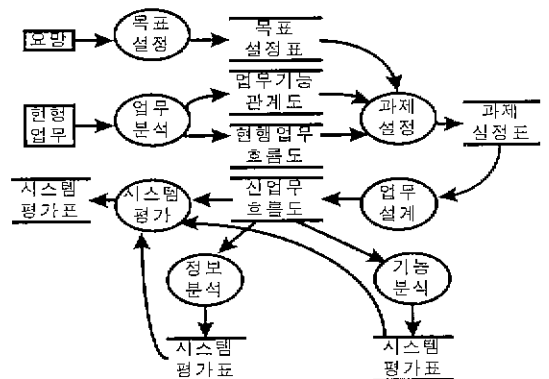 요망
목표
설정
목표
설정표
업무기능
관계도
현행
업무
업무
분석
현행업무
흐름도
과제
설정
과제
설정표
시스템
평가표
시스템
평가
신업무
흐름도
업무
설계
정보
분석
기능
분석
시스템
평가표
시스템
평가표